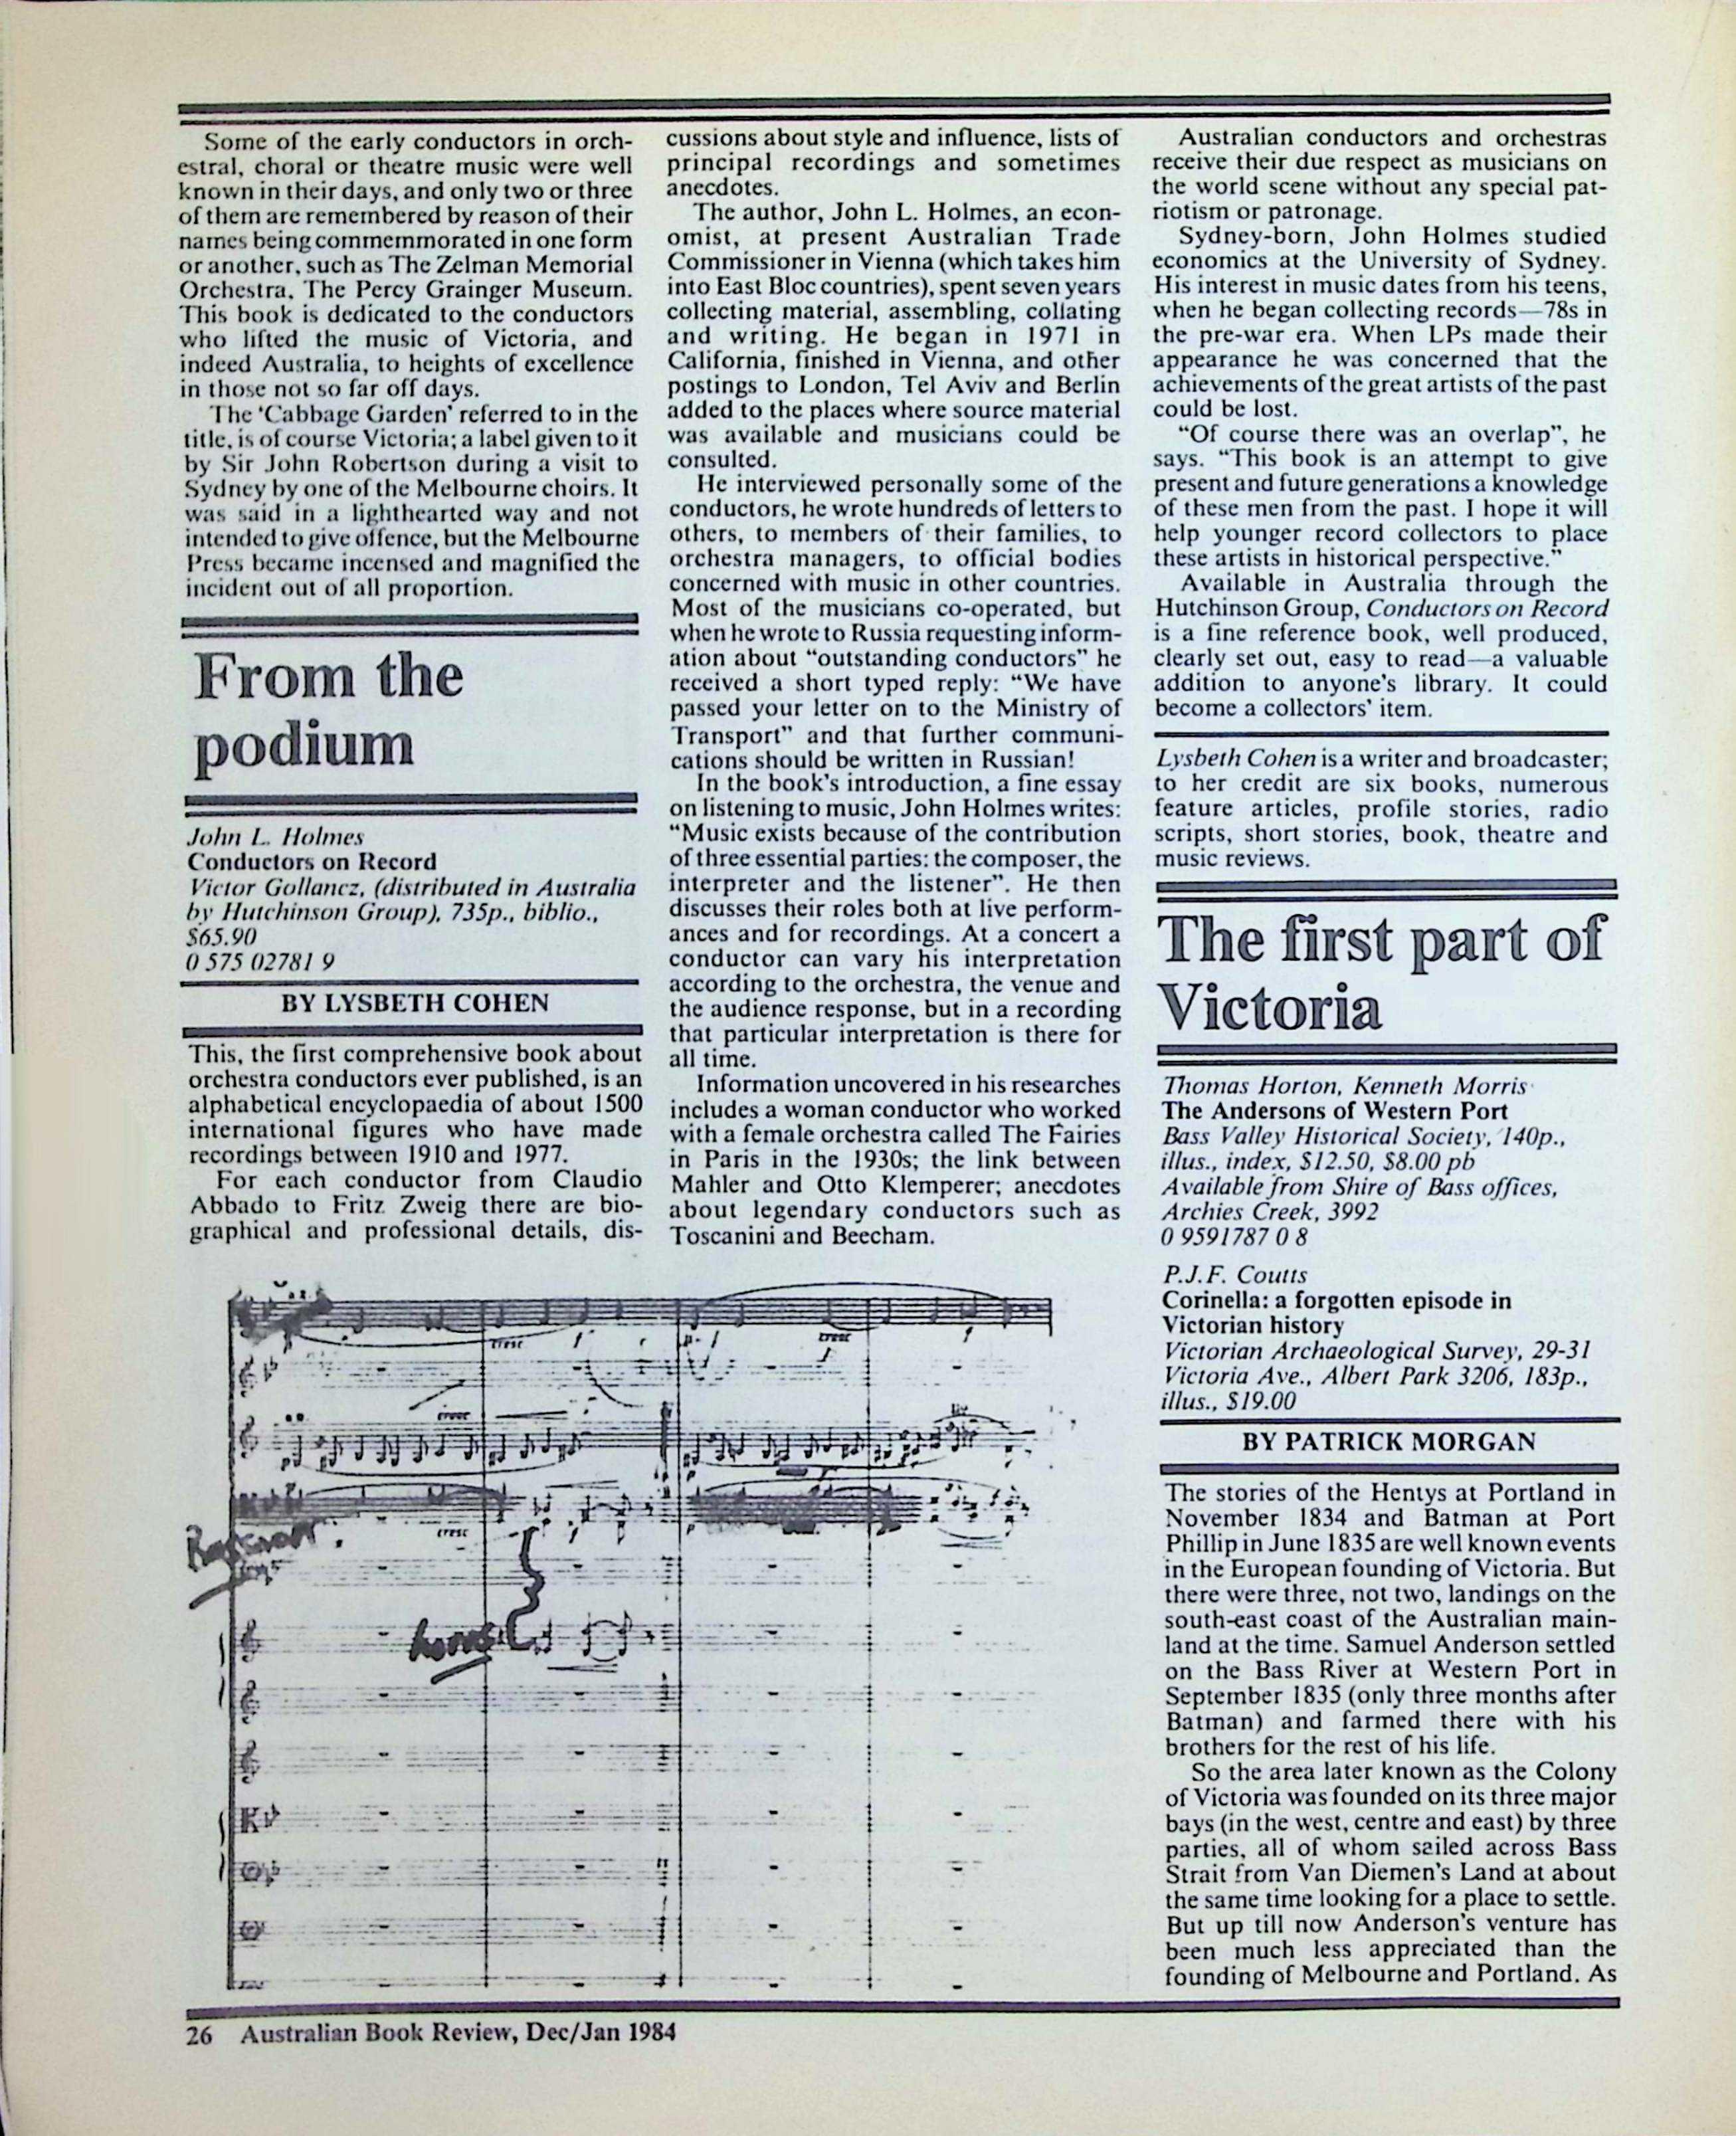 Some of the early conductors in orch-
estral, choral or theatre music were well
known in their days, and only two or three
of them are remembered by reason of their
names being commemmorated in one form
or another, such as The Zelman Memorial
Orchestra, The Percy Grainger Museum.
This book is dedicated to the conductors
who lifted the music of Victoria, and
indeed Australia, to heights of excellence
in those not so far off days.
The ‘Cabbage Garden’ referred to in the
title, is of course Victoria; a label given to it
by Sir John Robertson during a visit to
Sydney by one of the Melbourne choirs. It
was said in a lighthearted way and not
intended to give offence, but the Melbourne
Press became incensed and magnified the
incident out of all proportion.
From the
podium
John L. Holmes
Conductors on Record
Victor Gollancz, (distributed in Australia
by Hutchinson Group), 735p., biblio.,
$65.90
0 575 02781 9
BY LYSBETH COHEN
This, the first comprehensive book about
orchestra conductors ever published, is an
alphabetical encyclopaedia of about 1500
international figures who have made
recordings between 1910 and 1977.
For each conductor from Claudio
Abbado to Fritz Zweig there are bio-
graphical and professional details, dis-
cussions about style and influence, lists of
principal recordings and sometimes
anecdotes.
The author, John L. Holmes, an econ-
omist, at present Australian Trade
Commissioner in Vienna (which takes him
into East Bloc countries), spent seven years
collecting material, assembling, collating
and writing. He began in 1971 in
California, finished in Vienna, and other
postings to London, Tel Aviv and Berlin
added to the places where source material
was available and musicians could be
consulted.
He interviewed personally some of the
conductors, he wrote hundreds of letters to
others, to members of their families, to
orchestra managers, to official bodies
concerned with music in other countries.
Most of the musicians co-operated, but
when he wrote to Russia requesting inform-
ation about “outstanding conductors” he
received a short typed reply: “We have
passed your letter on to the Ministry of
Transport” and that further communi-
cations should be written in Russian!
In the book’s introduction, a fine essay
on listening to music, John Holmes writes:
“Music exists because of the contribution
of three essential parties: the composer, the
interpreter and the listener”. He then
discusses their roles both at live perform-
ances and for recordings. At a concert a
conductor can vary his interpretation
according to the orchestra, the venue and
the audience response, but in a recording
that particular interpretation is there for
all time.
Information uncovered in his researches
includes a woman conductor who worked
with a female orchestra called The Fairies
in Paris in the 1930s; the link between
Mahler and Otto Klemperer; anecdotes
about legendary conductors such as
Toscanini and Beecham.
cresc
cresc
cresc
cresc
horns
Australian conductors and orchestras
receive their due respect as musicians on
the world scene without any special pat-
riotism or patronage.
Sydney-born, John Holmes studied
economics at the University of Sydney.
His interest in music dates from his teens,
when he began collecting records—78s in
the pre-war era. When LPs made their
appearance he was concerned that the
achievements of the great artists of the past
could be lost.
“Of course there was an overlap”, he
says. “This book is an attempt to give
present and future generations a knowledge
of these men from the past. I hope it will
help younger record collectors to place
these artists in historical perspective.”
Available in Australia through the
Hutchinson Group, Conductors on Record
is a fine reference book, well produced,
clearly set out, easy to read—a valuable
addition to anyone’s library. It could
become a collectors’ item.
Lysbeth Cohen is a writer and broadcaster;
to her credit are six books, numerous
feature articles, profile stories, radio
scripts, short stories, book, theatre and
music reviews.
The first part of
Victoria
Thomas Horton, Kenneth Morris
The Andersons of Western Port
Bass Valley Historical Society, 140p.,
illus., index, $12.50, $8.00 pb
Available from Shire of Bass offices,
Archies Creek, 3992
0 9591787 0 8
P.J.F. Coutts
Corinella: a forgotten episode in
Victorian history
Victorian Archaeological Survey, 29-31
Victoria Ave., Albert Park 3206, 183p.,
illus., $19.00
BY PATRICK MORGAN
The stories of the Hentys at Portland in
November 1834 and Batman at Port
Phillip in June 1835 are well known events
in the European founding of Victoria. But
there were three, not two, landings on the
south-east coast of the Australian main-
land at the time. Samuel Anderson settled
on the Bass River at Western Port in
September 1835 (only three months after
Batman) and farmed there with his
brothers for the rest of his life.
So the area later known as the Colony
of Victoria was founded on its three major
bays (in the west, centre and east) by three
parties, all of whom sailed across Bass
Strait from Van Diemen’s Land at about
the same time looking for a place to settle.
But up till now Anderson’s venture has
been much less appreciated than the
founding of Melbourne and Portland. As
26 Australian Book Review, Dec/Jan 1984